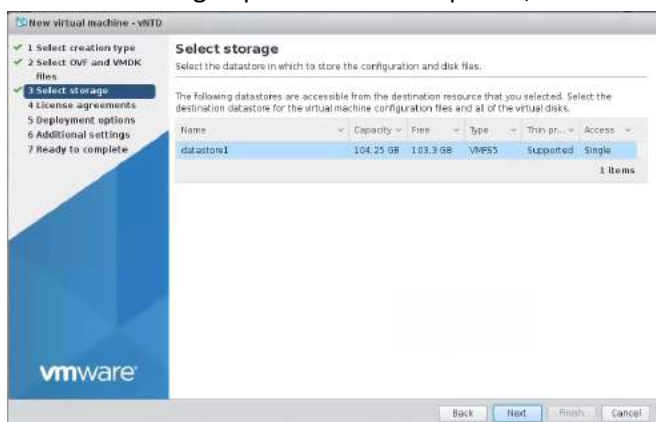 New virtual machine - vNTD
1 Select creation type
2 Select OVF and VMDK
files
3 Select storage
4 License agreements
5 Deployment options
6 Additional settings
7 Ready to complete
Select storage
Select the datastore in which to store the configuration and disk files.
The following datastores are accessible from the destination resource that you selected. Select the
destination datastore for the virtual machine configuration files and all of the virtual disks.
Name Capacity Free Type Thin pr... Access
datastore1 104.25 GB 103.3 GB VMFS5 Supported Single
1 items
vmware
Back Next Finish Cancel